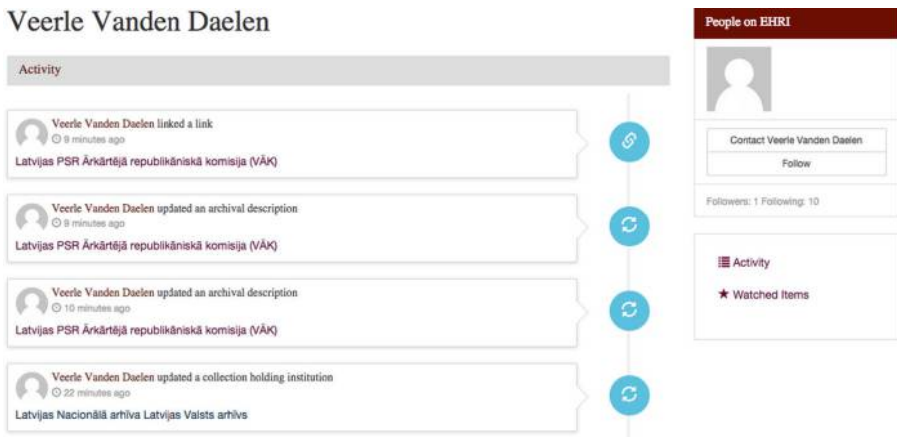 Veerle Vanden Daelen
Activity
Veerle Vanden Daelen linked a link
9 minutes ago
Latvijas PSR Ārkārtējā republikāniskā komisija (VĀK)
Veerle Vanden Daelen updated an archival description
9 minutes ago
Latvijas PSR Ārkārtējā republikāniskā komisija (VĀK)
Veerle Vanden Daelen updated an archival description
10 minutes ago
Latvijas PSR Ārkārtējā republikāniskā komisija (VĀK)
Veerle Vanden Daelen updated a collection holding institution
22 minutes ago
Latvijas Nacionālā arhīva Latvijas Valsts arhīvs
People on EHRI
Contact Veerle Vanden Daelen
Follow
Followers: 1 Following: 10
Activity
Watched Items